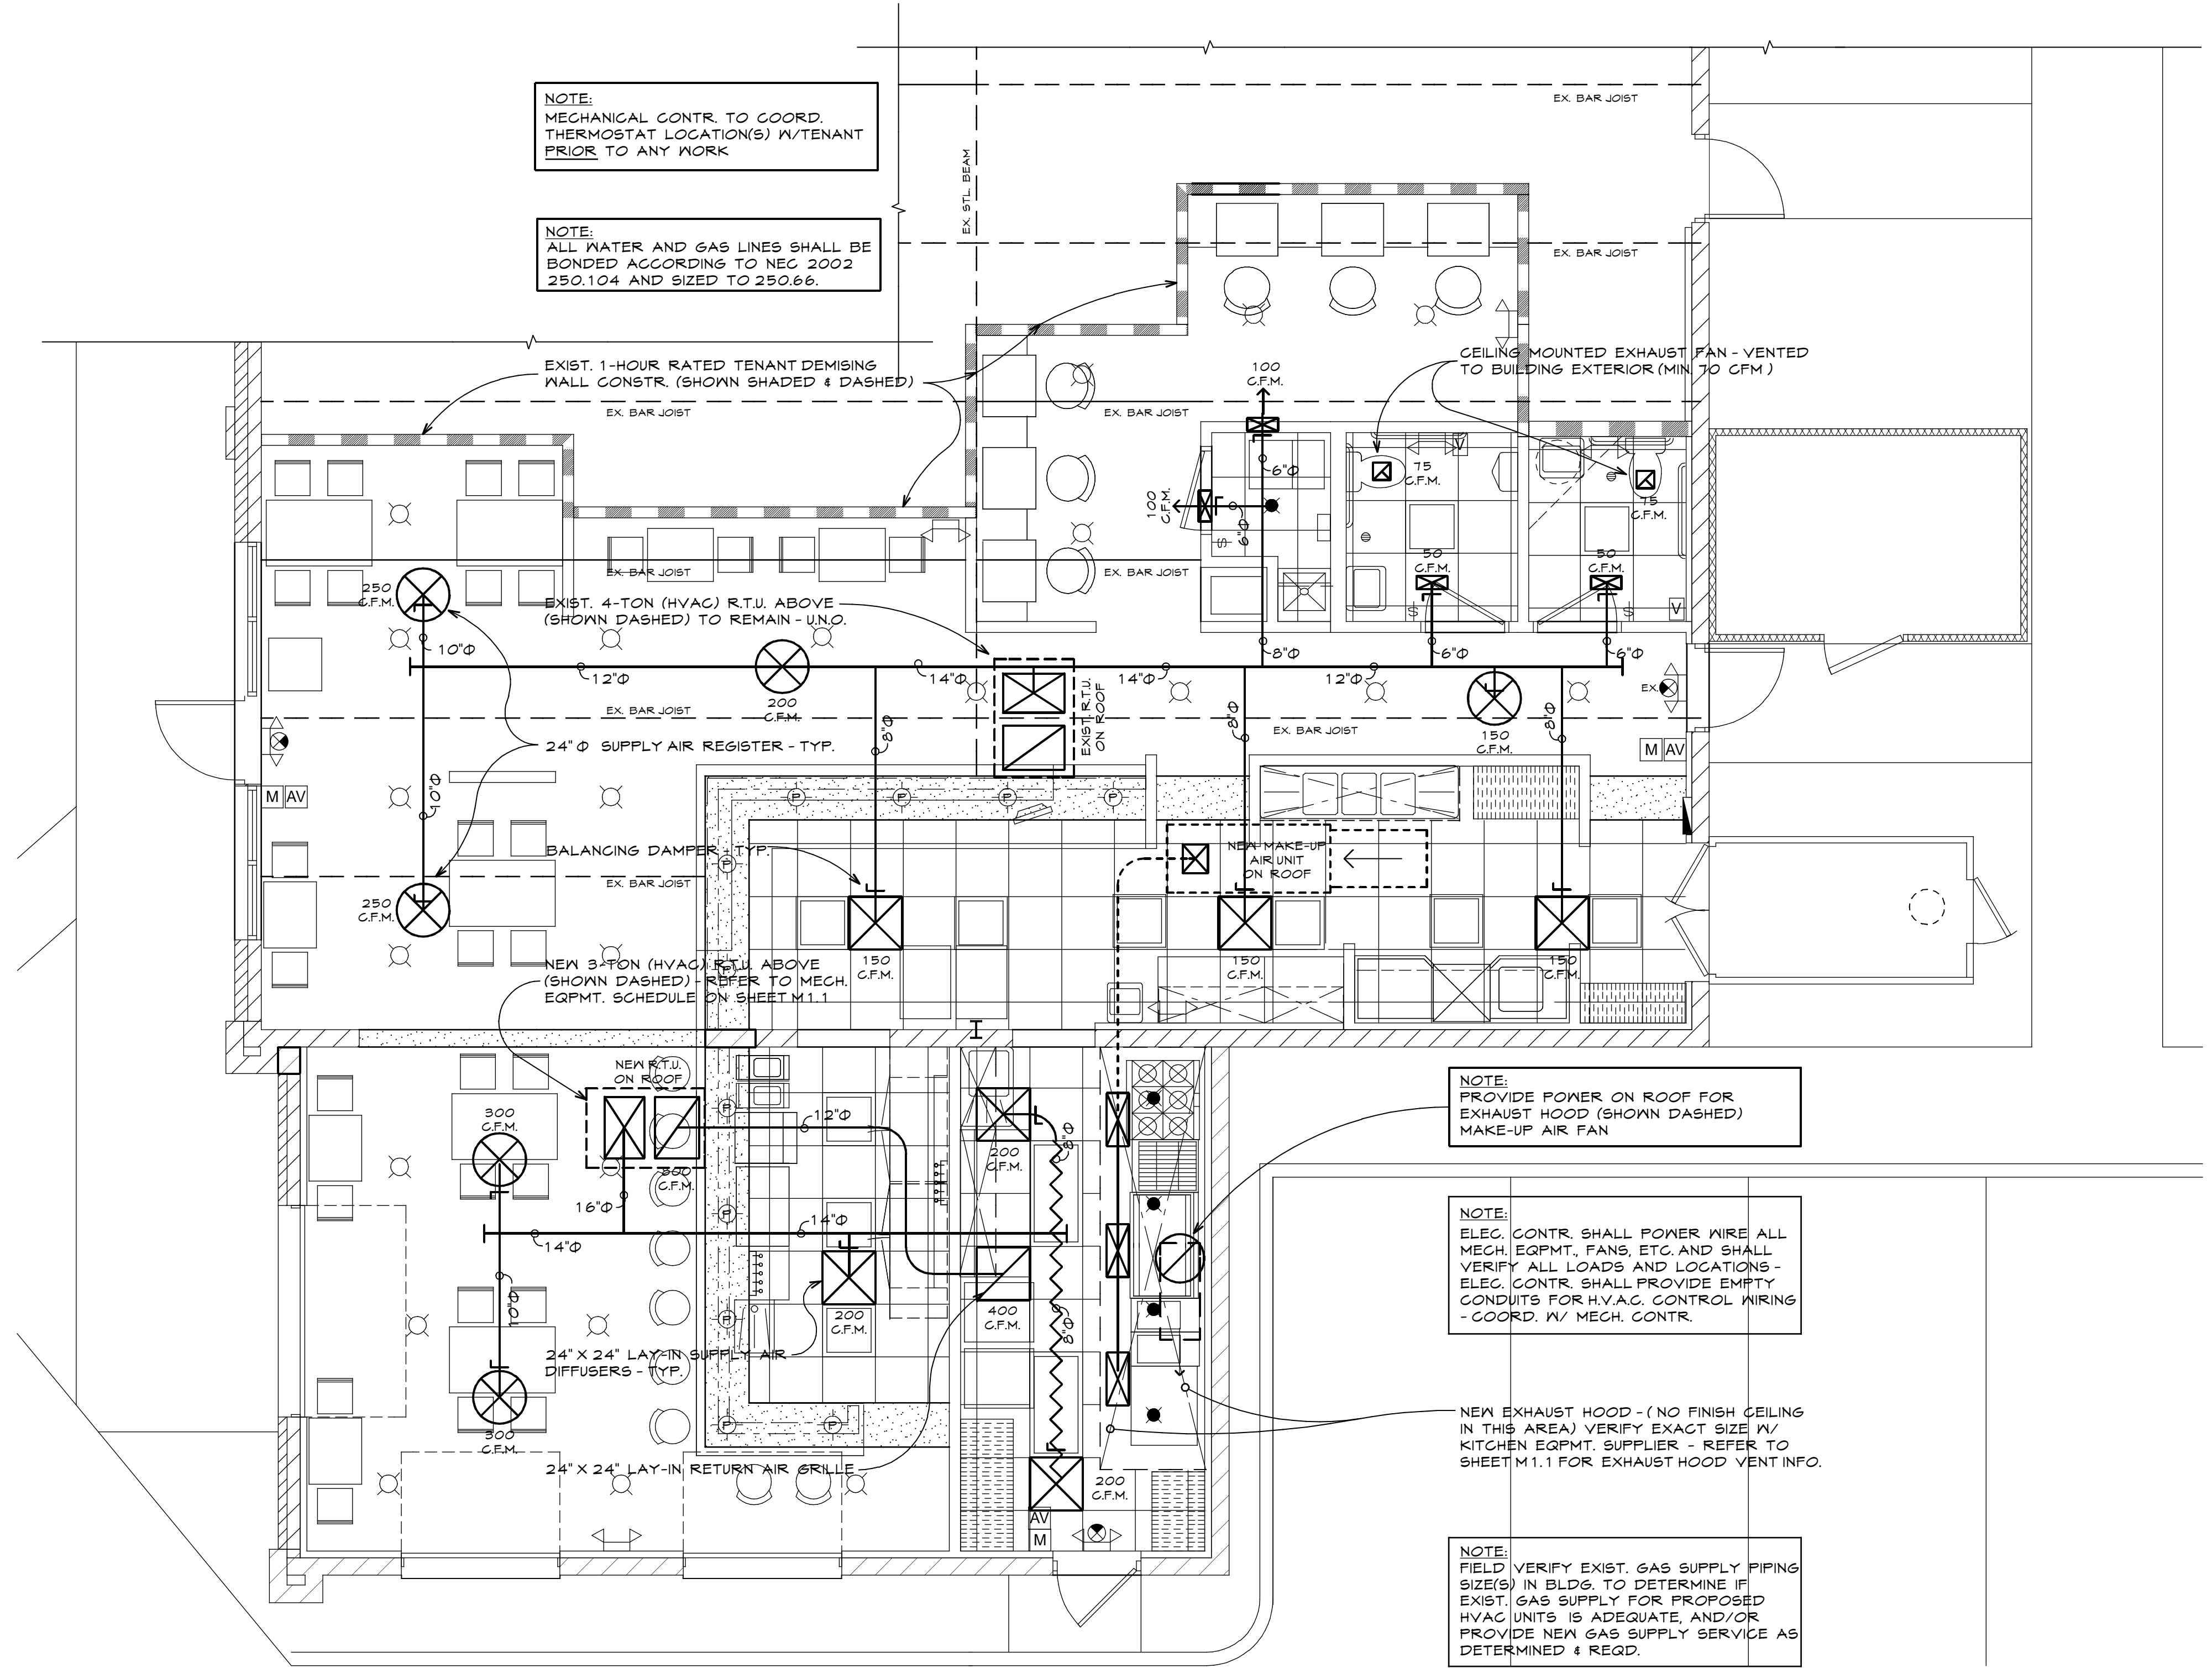 NOTE:
MECHANICAL CONTR. TO COORD.
THERMOSTAT LOCATION(S) W/TENANT
PRIOR TO ANY WORK
NOTE:
ALL WATER AND GAS LINES SHALL BE
BONDED ACCORDING TO NEC 2002
250.104 AND SIZED TO 250.66.
EX. STL. BEAM
EX. BAR JOIST
EX. BAR JOIST
EXIST. 1-HOUR RATED TENANT DEMISING
WALL CONSTR. (SHOWN SHADED & DASHED)
CEILING MOUNTED EXHAUST FAN - VENTED
TO BUILDING EXTERIOR (MIN. 70 CFM )
100
C.F.M.
EX. BAR JOIST
EX. BAR JOIST
V
6"Φ
75
C.F.M.
75
C.F.M.
100
C.F.M.
6"Φ
S
50
C.F.M.
50
C.F.M.
EX. BAR JOIST
EX. BAR JOIST
250
C.F.M.
EXIST. 4-TON (HVAC) R.T.U. ABOVE
(SHOWN DASHED) TO REMAIN - U.N.O.
S
S
V
10"Φ
8"Φ
6"Φ
6"Φ
12"Φ
14"Φ
14"Φ
12"Φ
200
C.F.M.
EXIST. R.T.U.
ON ROOF
EX.
EX. BAR JOIST
8"Φ
8"Φ
8"Φ
150
C.F.M.
EX. BAR JOIST
24" Φ SUPPLY AIR REGISTER - TYP.
M AV
M AV
10"Φ
P P P P
BALANCING DAMPER - TYP.
P
NEW MAKE-UP
AIR UNIT
ON ROOF
EX. BAR JOIST
250
C.F.M.
150
C.F.M.
150
C.F.M.
150
C.F.M.
NEW 3-TON (HVAC) R.T.U. ABOVE
(SHOWN DASHED) - REFER TO MECH.
EQPMT. SCHEDULE ON SHEET M1.1
P
NEW R.T.U.
ON ROOF
300
C.F.M.
P
12"Φ
8"Φ
200
C.F.M.
800
C.F.M.
16"Φ
P
14"Φ
14"Φ
10"Φ
P
200
C.F.M.
400
C.F.M.
8"Φ
24" X 24" LAY-IN SUPPLY AIR
DIFFUSERS - TYP.
300
C.F.M.
P P
24" X 24" LAY-IN RETURN AIR GRILLE
200
C.F.M.
AV
M
NOTE:
PROVIDE POWER ON ROOF FOR
EXHAUST HOOD (SHOWN DASHED)
MAKE-UP AIR FAN
NOTE:
ELEC. CONTR. SHALL POWER WIRE ALL
MECH. EQPMT., FANS, ETC. AND SHALL
VERIFY ALL LOADS AND LOCATIONS -
ELEC. CONTR. SHALL PROVIDE EMPTY
CONDUITS FOR H.V.A.C. CONTROL WIRING
- COORD. W/ MECH. CONTR.
NEW EXHAUST HOOD - ( NO FINISH CEILING
IN THIS AREA) VERIFY EXACT SIZE W/
KITCHEN EQPMT. SUPPLIER - REFER TO
SHEET M1.1 FOR EXHAUST HOOD VENT INFO.
NOTE:
FIELD VERIFY EXIST. GAS SUPPLY PIPING
SIZE(S) IN BLDG. TO DETERMINE IF
EXIST. GAS SUPPLY FOR PROPOSED
HVAC UNITS IS ADEQUATE, AND/OR
PROVIDE NEW GAS SUPPLY SERVICE AS
DETERMINED & REQD.